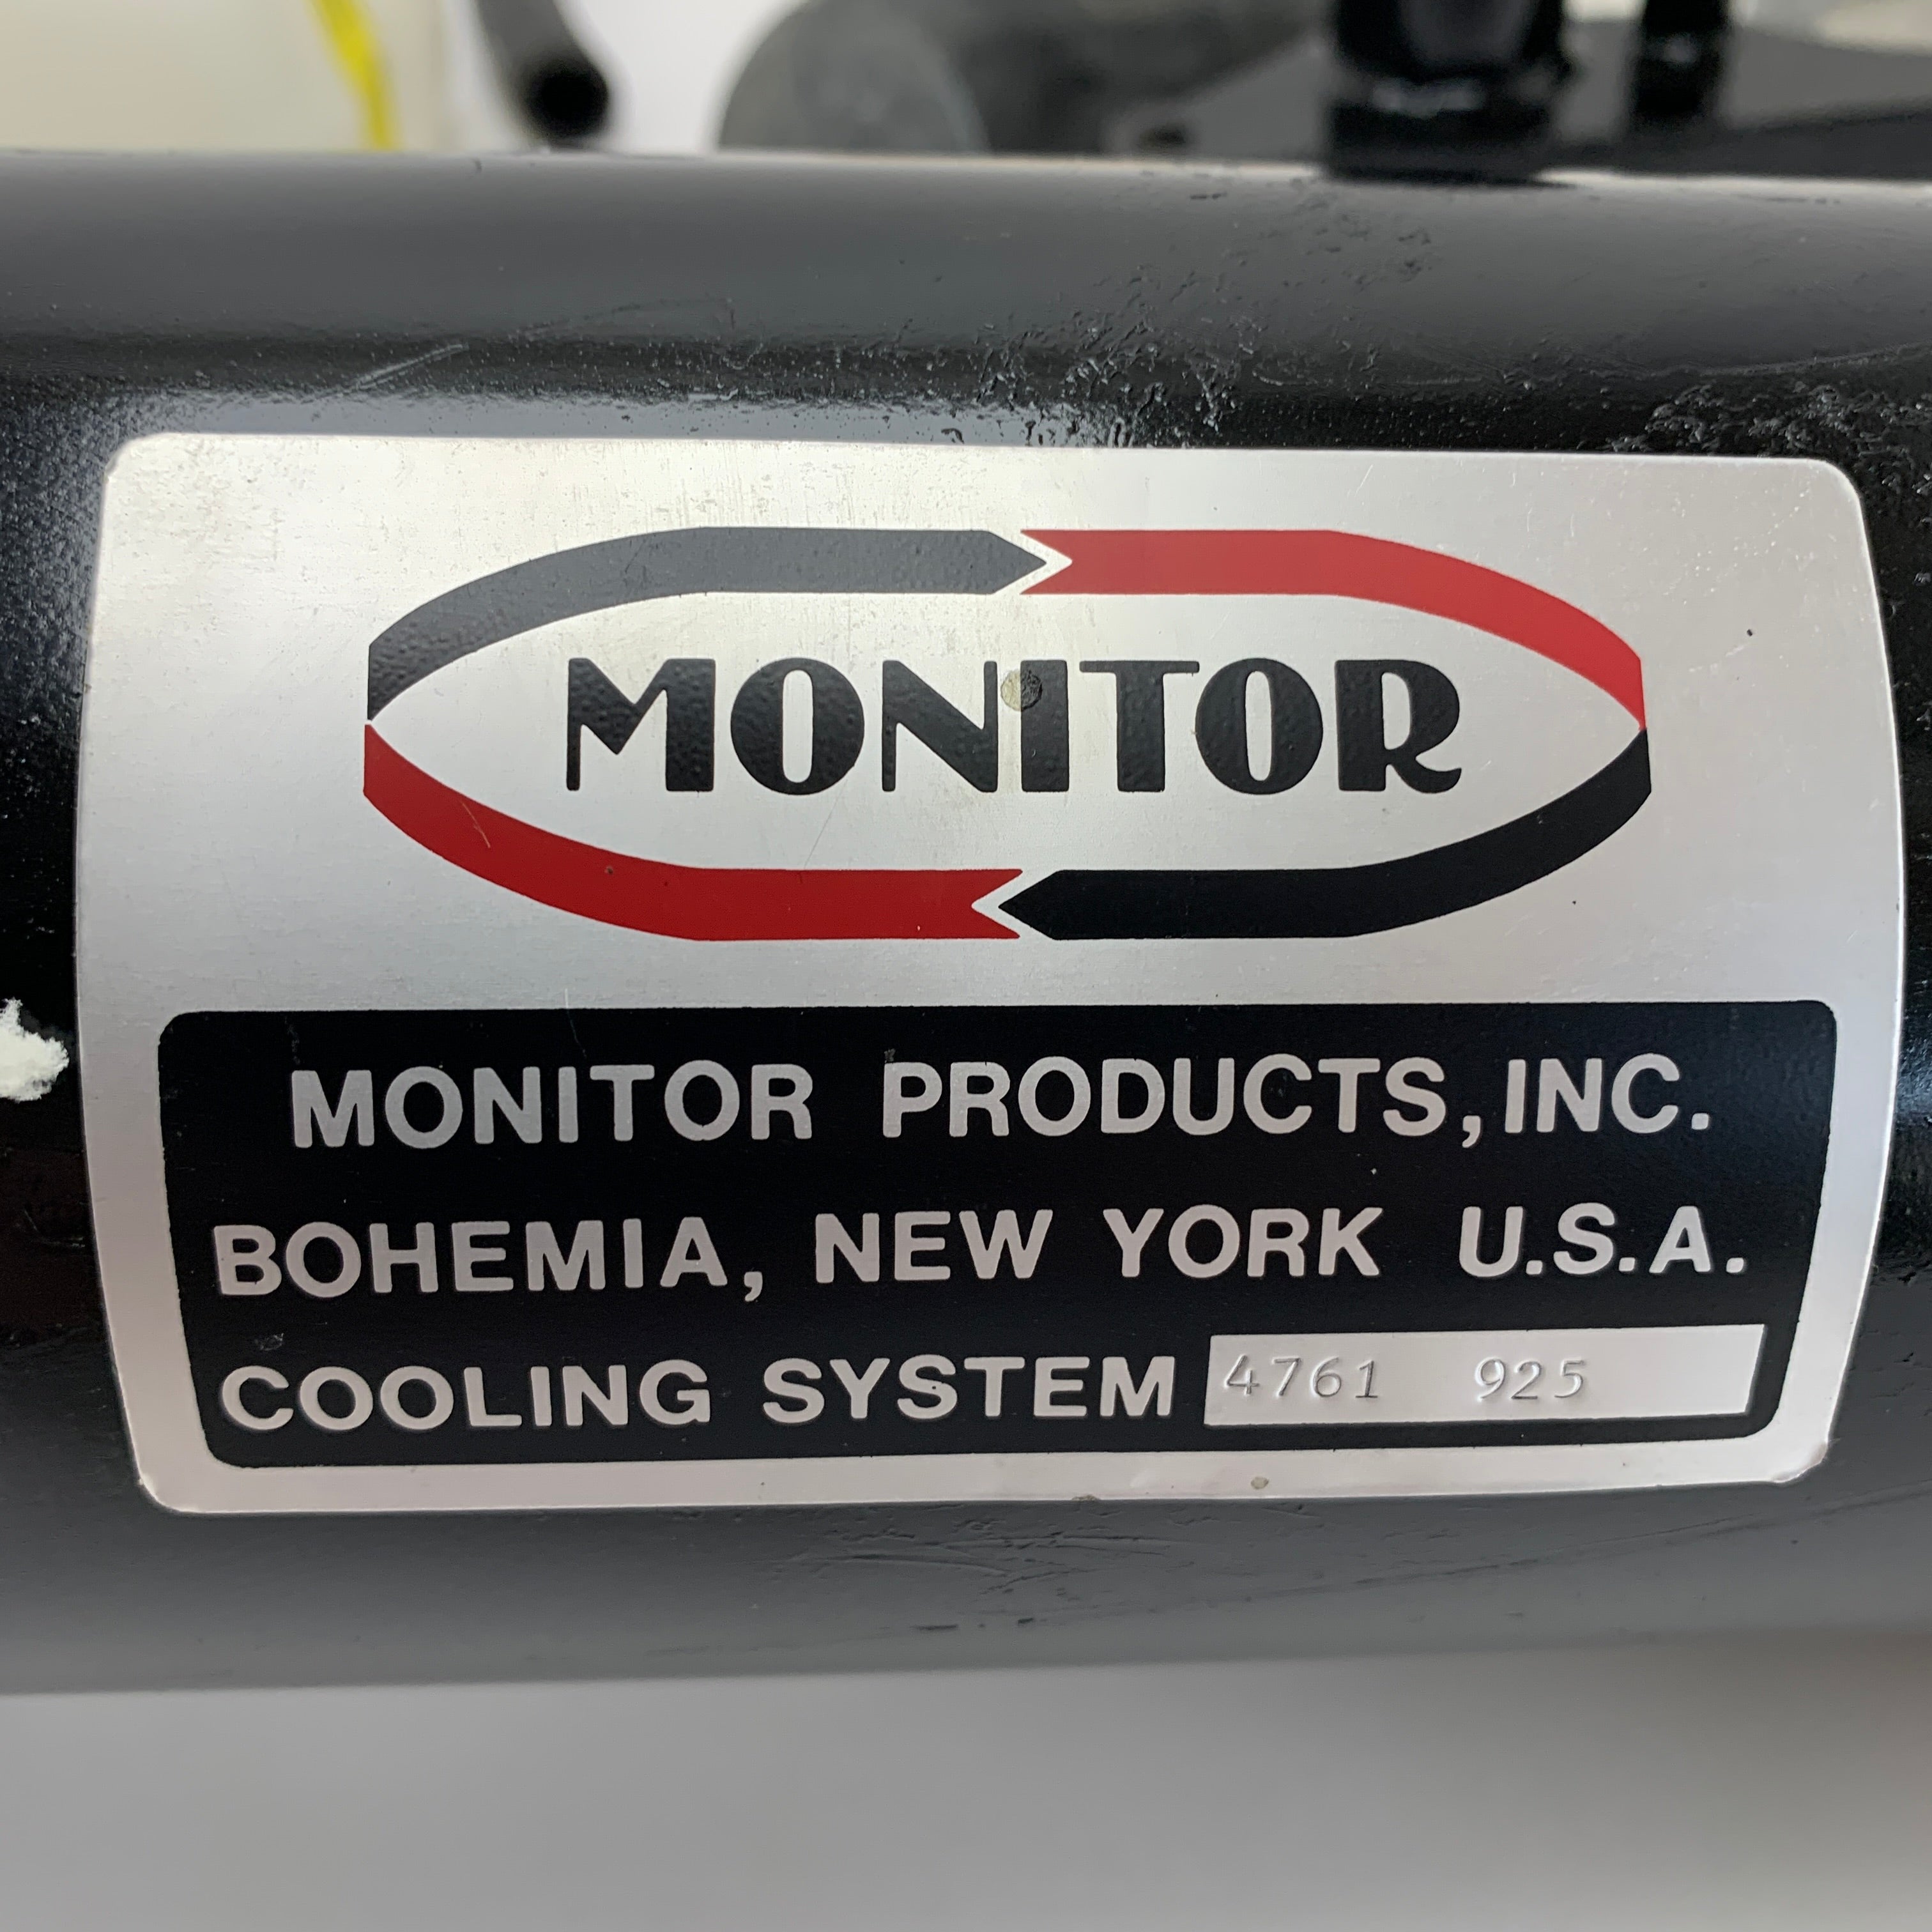 MONITOR
MONITOR PRODUCTS, INC.
BOHEMIA, NEW YORK U.S.A.
COOLING SYSTEM 4761 925